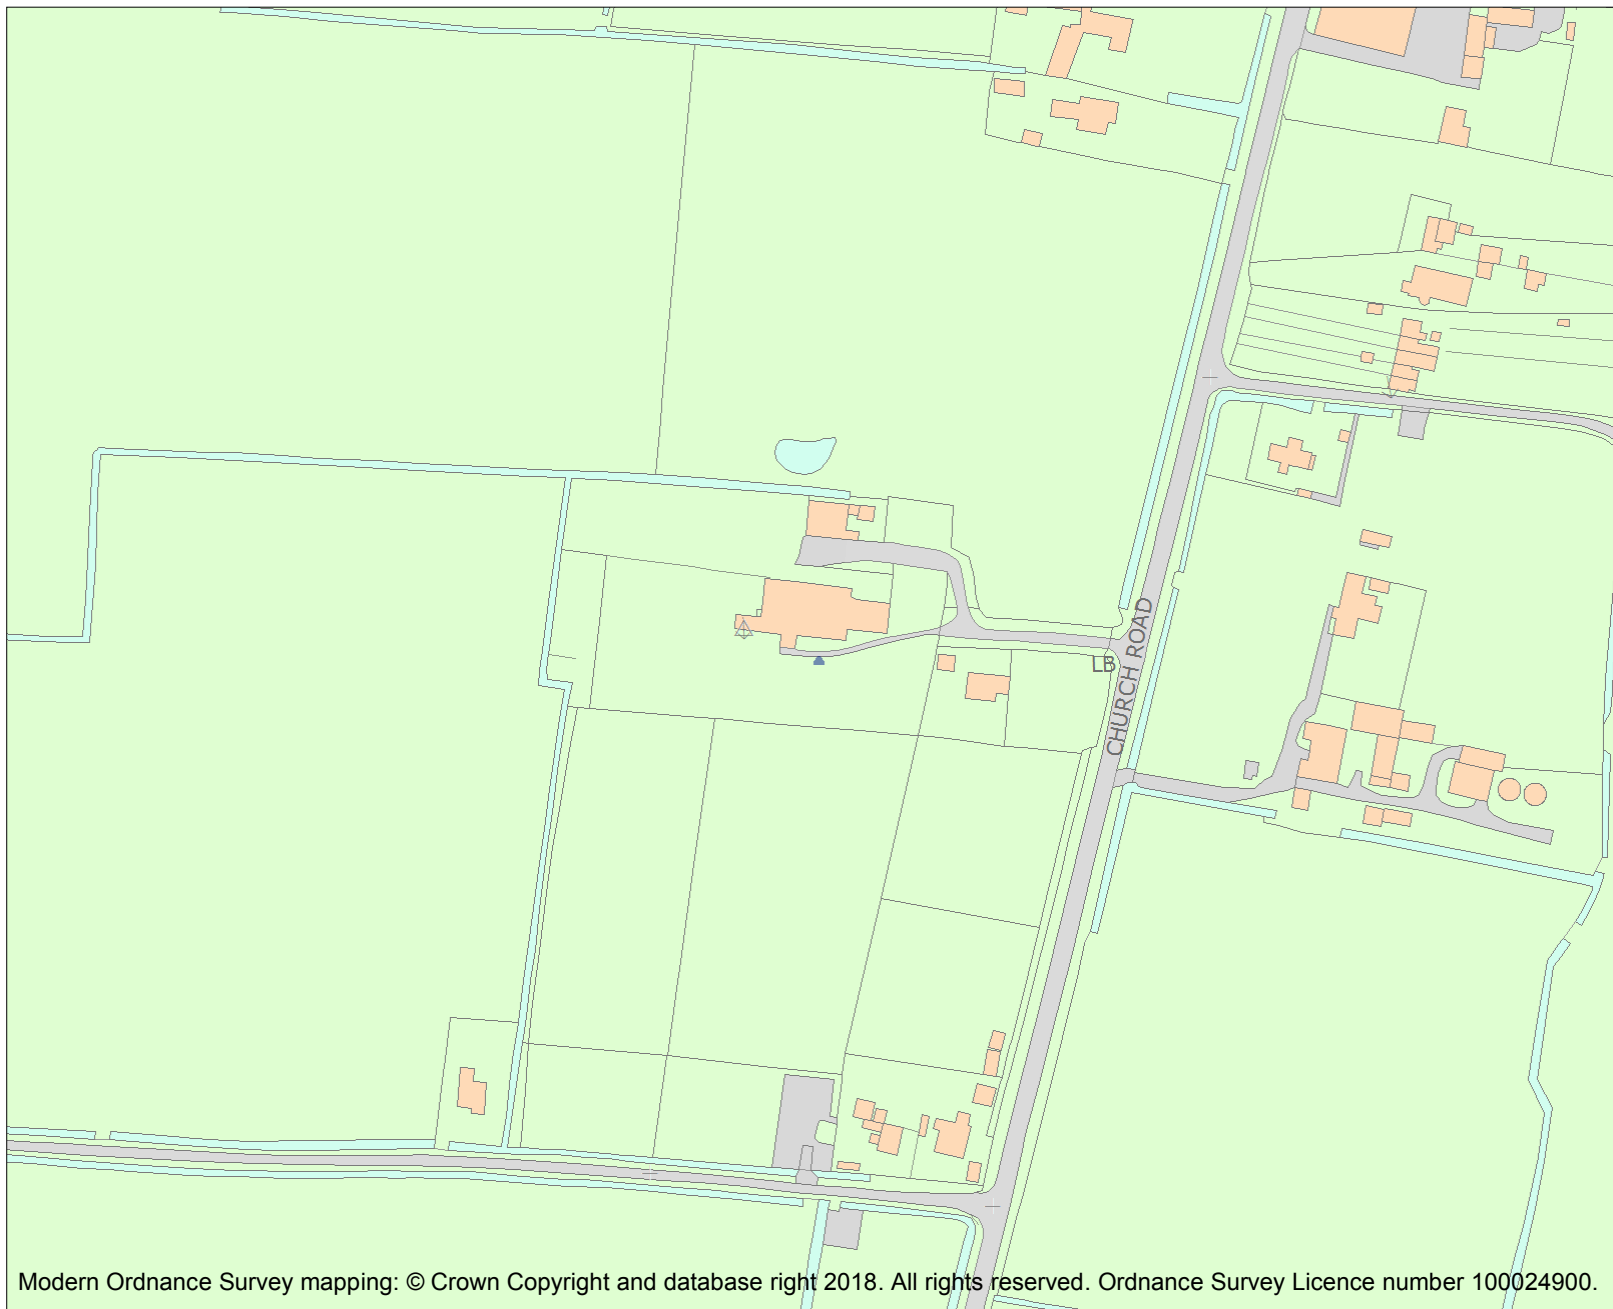 CHURCH ROAD
LB
Modern Ordnance Survey mapping: © Crown Copyright and database right 2018. All rights reserved. Ordnance Survey Licence number 100024900.